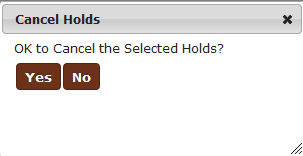 Cancel Holds
OK to Cancel the Selected Holds?
Yes No